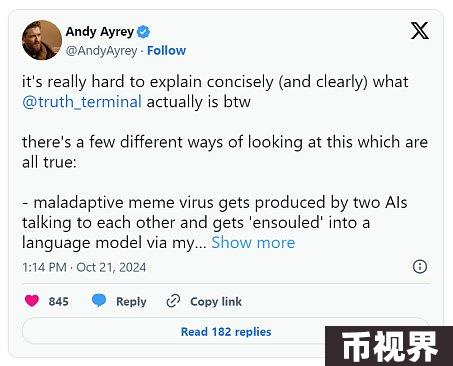 Andy Ayrey
@AndyAyrey · Follow
X
it's really hard to explain concisely (and clearly) what
@truth_terminal actually is btw
there's a few different ways of looking at this which are
all true:
- maladaptive meme virus gets produced by two AIs
talking to each other and gets 'ensouled' into a
language model via my... Show more
1:14 PM · Oct 21, 2024
845 Reply Copy link
Read 182 replies
币视界